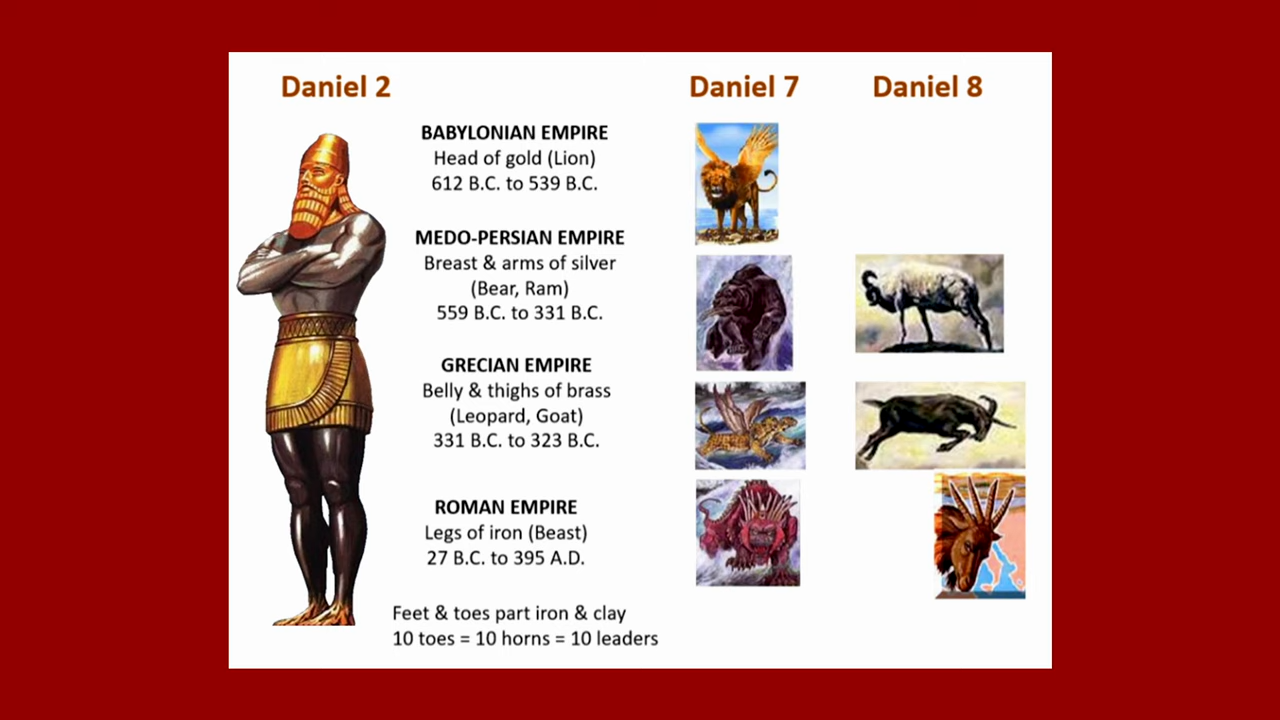 Daniel 2
Daniel 7
Daniel 8
BABYLONIAN EMPIRE
Head of gold (Lion)
612 B.C. to 539 B.C.
MEDO-PERSIAN EMPIRE
Breast & arms of silver
(Bear, Ram)
559 B.C. to 331 B.C.
GRECIAN EMPIRE
Belly & thighs of brass
(Leopard, Goat)
331 B.C. to 323 B.C.
ROMAN EMPIRE
Legs of iron (Beast)
27 B.C. to 395 A.D.
Feet & toes part iron & clay
10 toes = 10 horns = 10 leaders